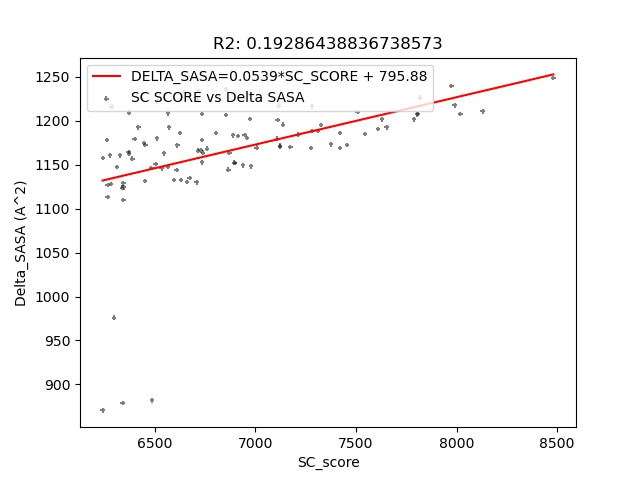 R2: 0.19286438836738573
DELTA_SASA=0.0539*SC_SCORE + 795.88
SC SCORE vs Delta SASA
1250
1200
1150
1100
1050
1000
950
900
Delta_SASA (A^2)
6500 7000 7500 8000 8500
SC_score